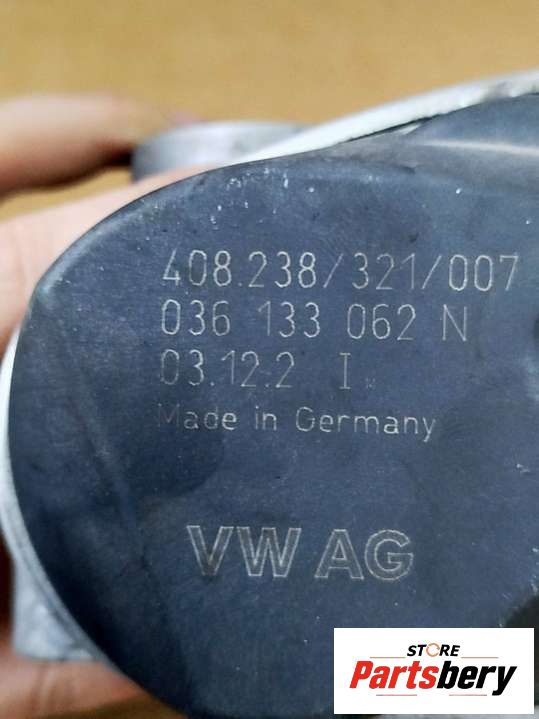 408.238/321/007
036 133 062 N
03.12.2 I
Made in Germany
VW AG
STORE
Partsbery